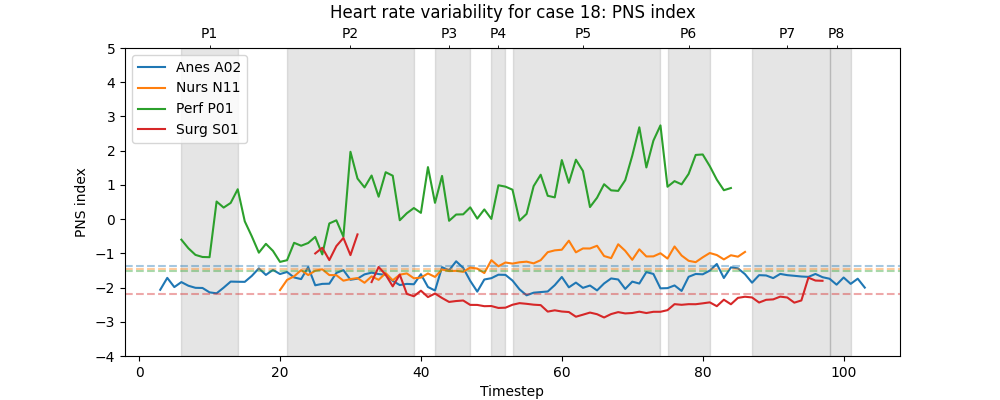 Heart rate variability for case 18: PNS index
P1 P2 P3 P4 P5 P6 P7 P8
Anes A02
Nurs N11
Perf P01
Surg S01
PNS index
5
4
3
2
1
0
−1
−2
−3
−4
0 20 40 60 80 100
Timestep